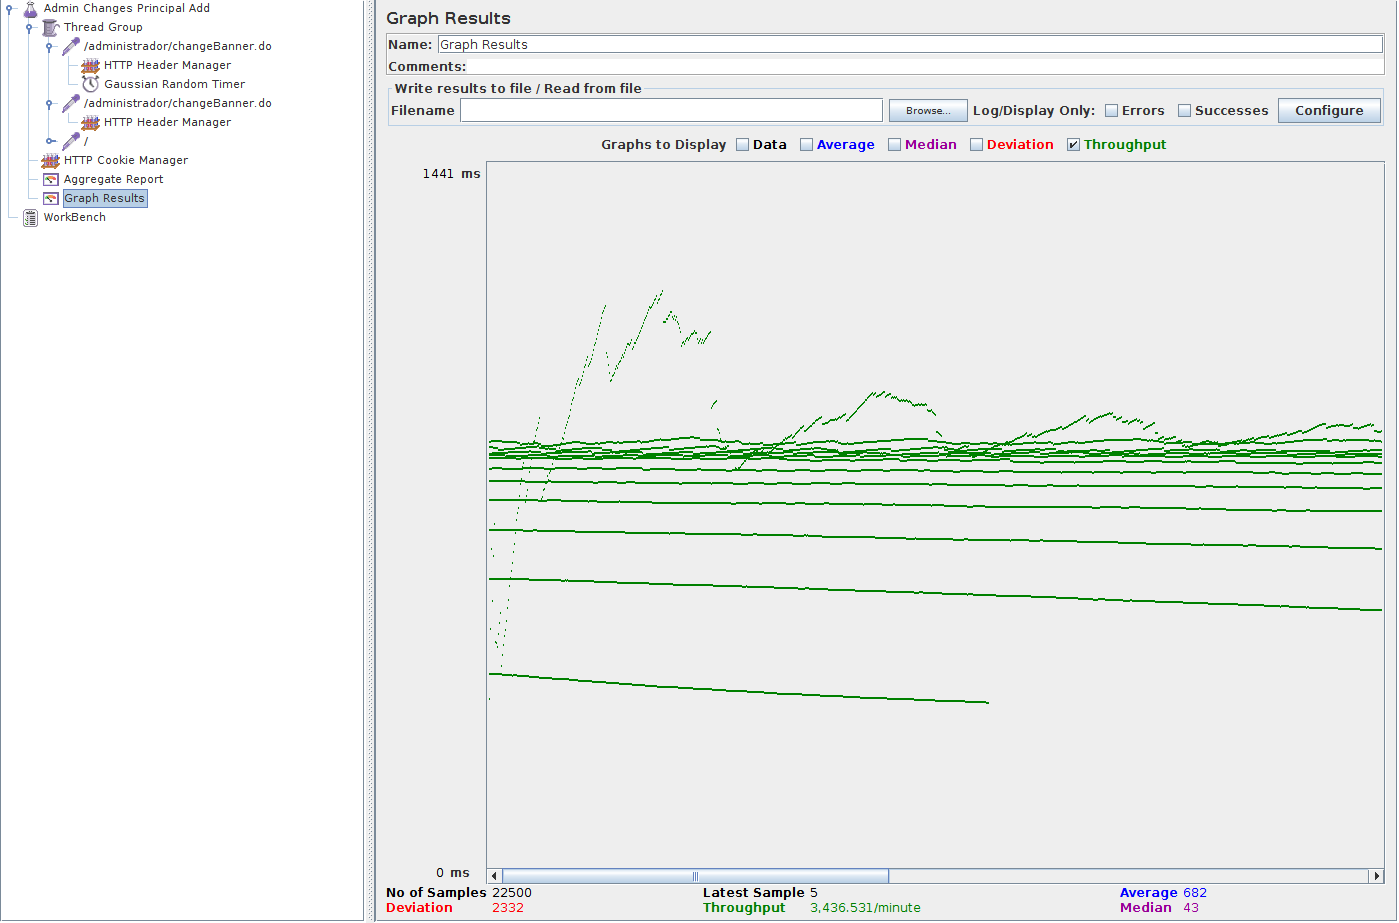 Admin Changes Principal Add
Thread Group
/administrador/changeBanner.do
HTTP Header Manager
Gaussian Random Timer
/administrador/changeBanner.do
HTTP Header Manager
/
HTTP Cookie Manager
Aggregate Report
Graph Results
WorkBench
Graph Results
Name: Graph Results
Comments:
Write results to file / Read from file
Filename Browse... Log/Display Only: Errors Successes Configure
Graphs to Display Data Average Median Deviation Throughput
1441 ms
0 ms
No of Samples 22500 Latest Sample 5 Average 682
Deviation 2332 Throughput 3,436.531/minute Median 43